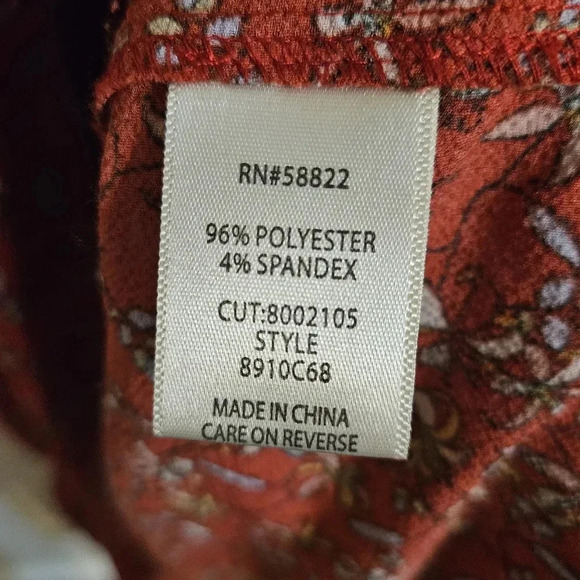 RN#58822
96% POLYESTER
4% SPANDEX
CUT:8002105
STYLE
8910C68
MADE IN CHINA
CARE ON REVERSE